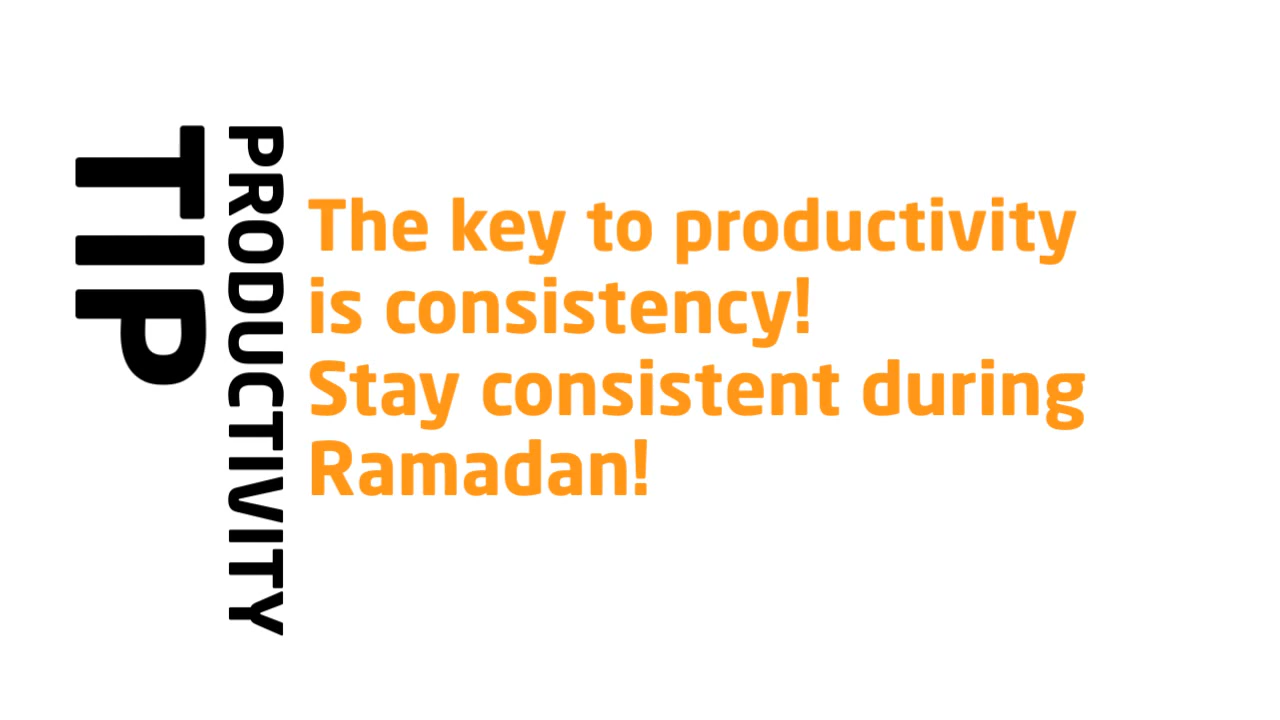 PRODUCTIVITY
TIP
The key to productivity
is consistency!
Stay consistent during
Ramadan!